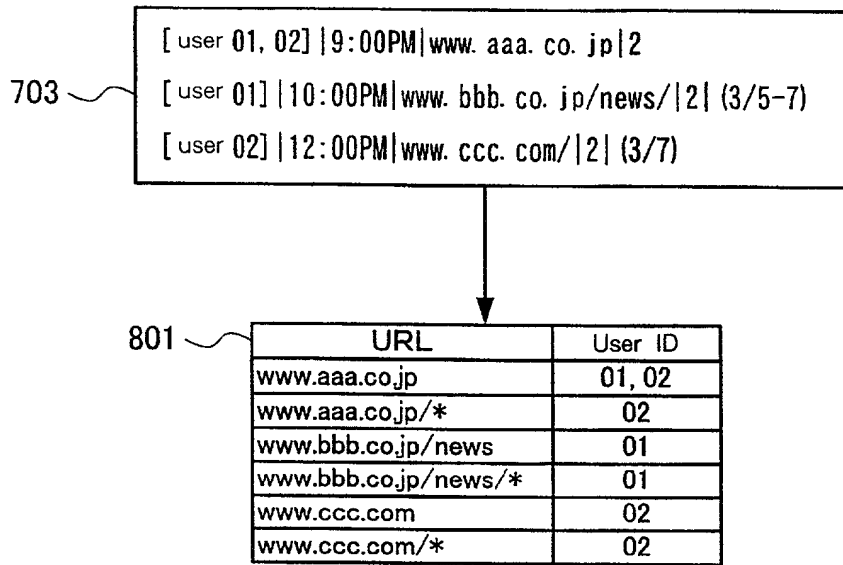 [user 01, 02]|9:00PM|www. aaa. co. jp|2
703
[user 01]|10:00PM|www. bbb. co. jp/news/|2| (3/5-7)
[user 02]|12:00PM|www. ccc. com/|2| (3/7)
801
URL User ID
www.aaa.co.jp 01, 02
www.aaa.co.jp/* 02
www.bbb.co.jp/news 01
www.bbb.co.jp/news/* 01
www.ccc.com 02
www.ccc.com/* 02